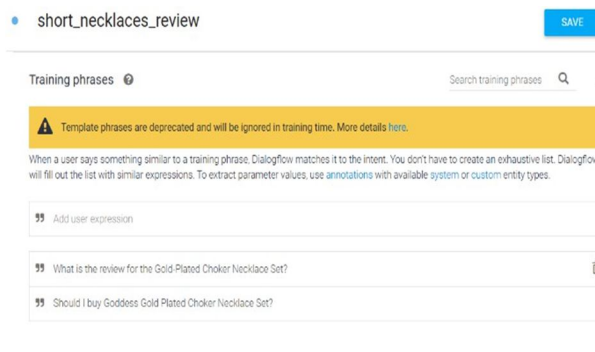 short_necklaces_review
SAVE
Training phrases
Search training phrases
Template phrases are deprecated and will be ignored in training time. More details here.
When a user says something similar to a training phrase, Dialogflow matches it to the intent. You don't have to create an exhaustive list. Dialogflow
will fill out the list with similar expressions. To extract parameter values, use annotations with available system or custom entity types.
Add user expression
What is the review for the Gold-Plated Choker Necklace Set?
Should I buy Goddess Gold Plated Choker Necklace Set?